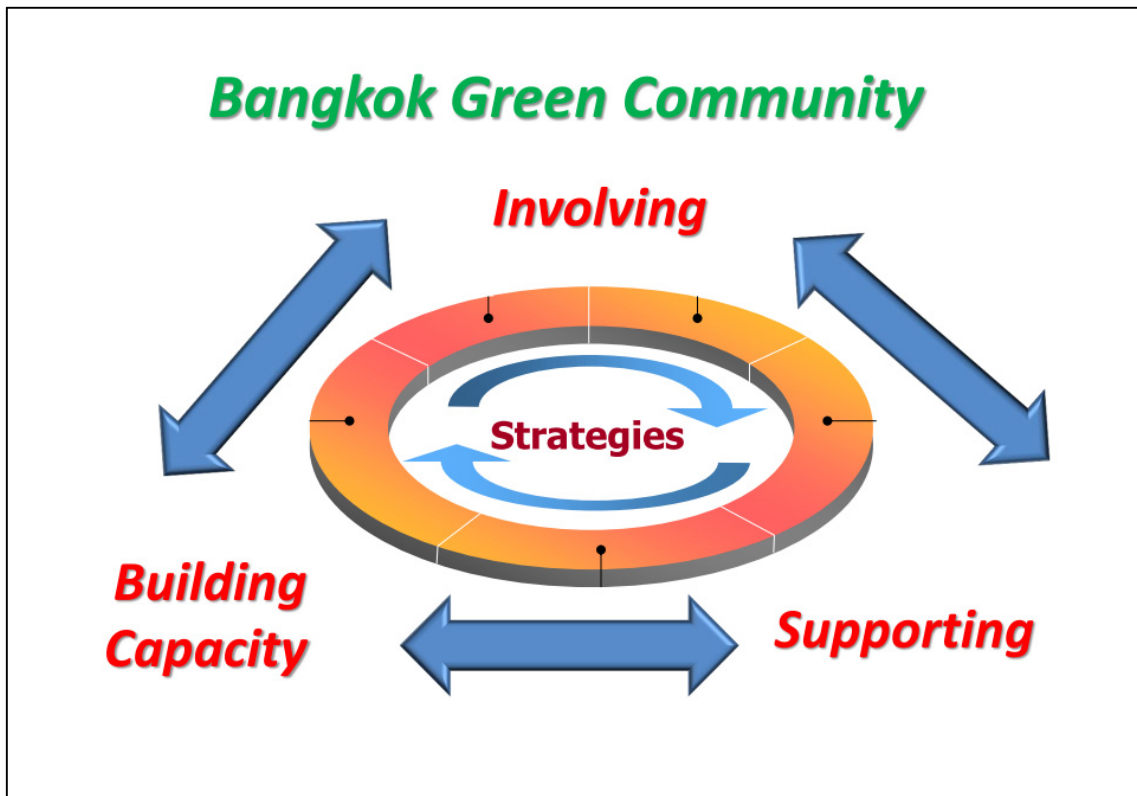 Bangkok Green Community
Involving
Strategies
Building
Capacity
Supporting